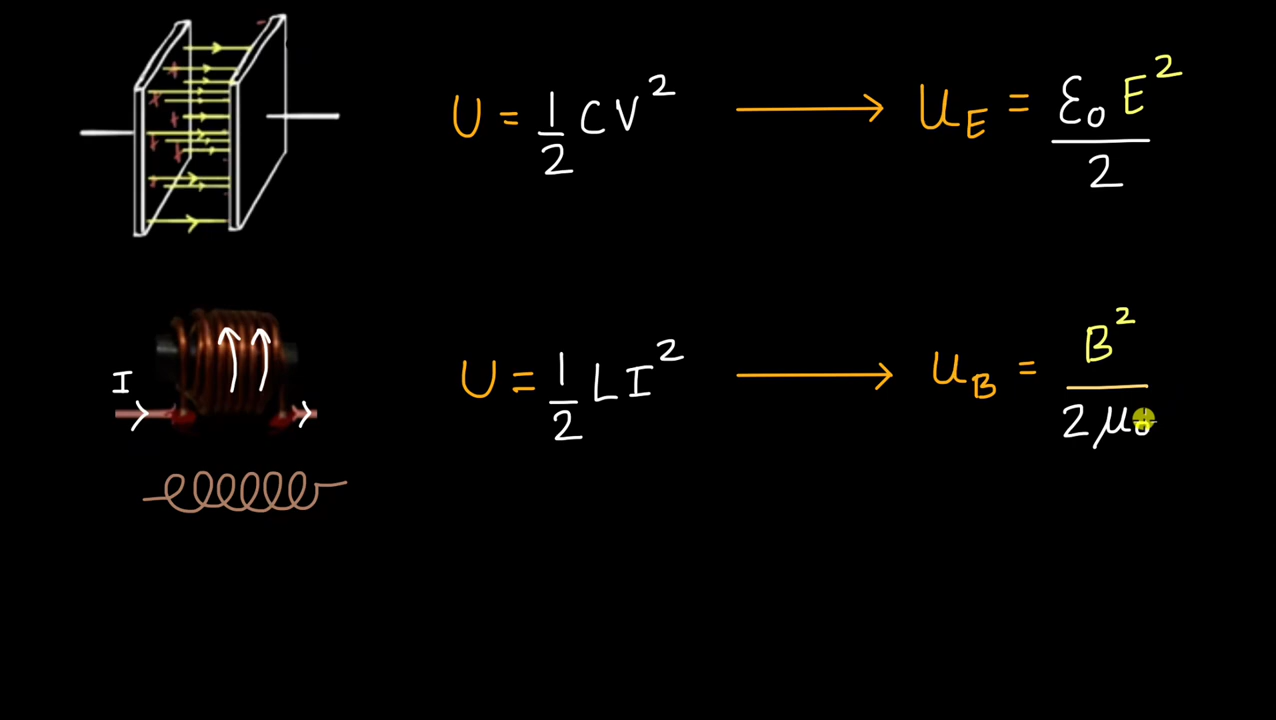 U = 1/2 CV² ⟶ u_E = ε₀E²/2
I
U = 1/2 LI² ⟶ u_B = B²/2μ₀